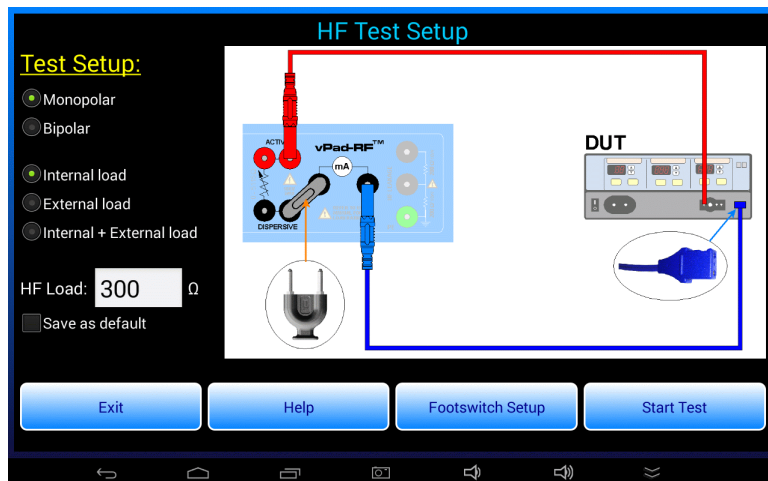 HF Test Setup
Test Setup:
Monopolar
Bipolar
Internal load
External load
Internal + External load
HF Load: 300 Ω
Save as default
vPad-RF™
mA
DISPERSIVE
DUT
Exit
Help
Footswitch Setup
Start Test